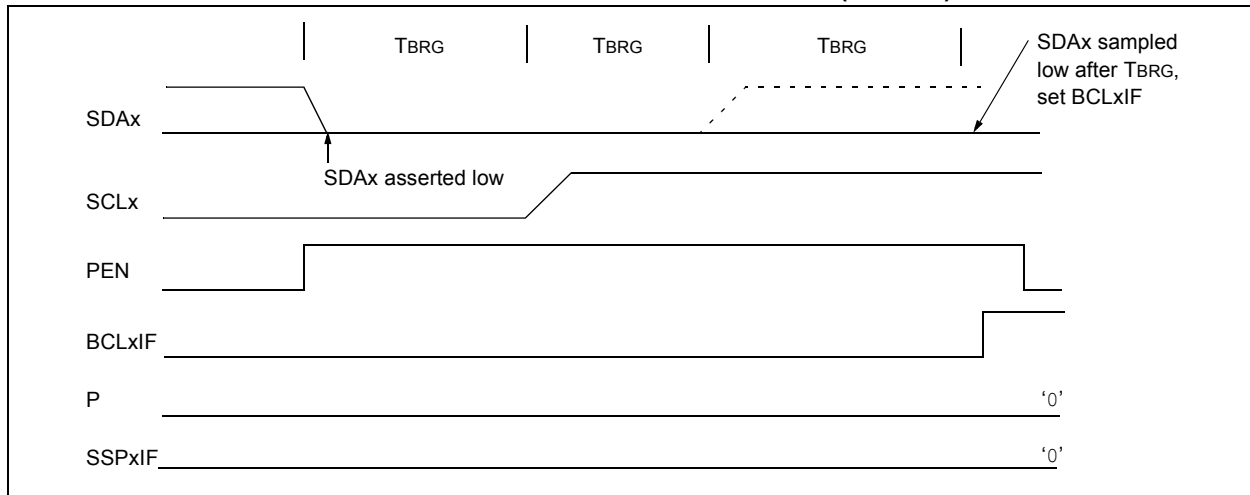 TBRG TBRG TBRG
SDAx sampled
low after TBRG,
set BCLxIF
SDAx
SDAx asserted low
SCLx
PEN
BCLxIF
P '0'
SSPxIF '0'